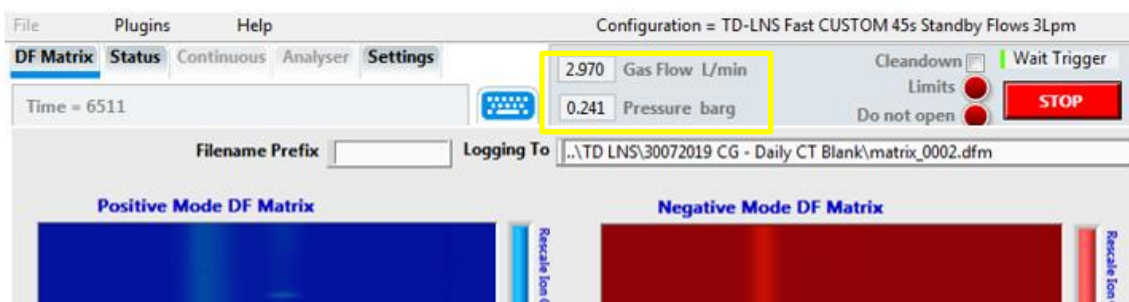 File Plugins Help Configuration = TD-LNS Fast CUSTOM 45s Standby Flows 3Lpm
DF Matrix Status Continuous Analyser Settings
2.970 Gas Flow L/min Cleandown Wait Trigger
Limits
Time = 6511 0.241 Pressure barg Do not open STOP
Filename Prefix Logging To ..\TD LNS\30072019 CG - Daily CT Blank\matrix_0002.dfm
Positive Mode DF Matrix Negative Mode DF Matrix
Rescale Ion
Rescale Ion